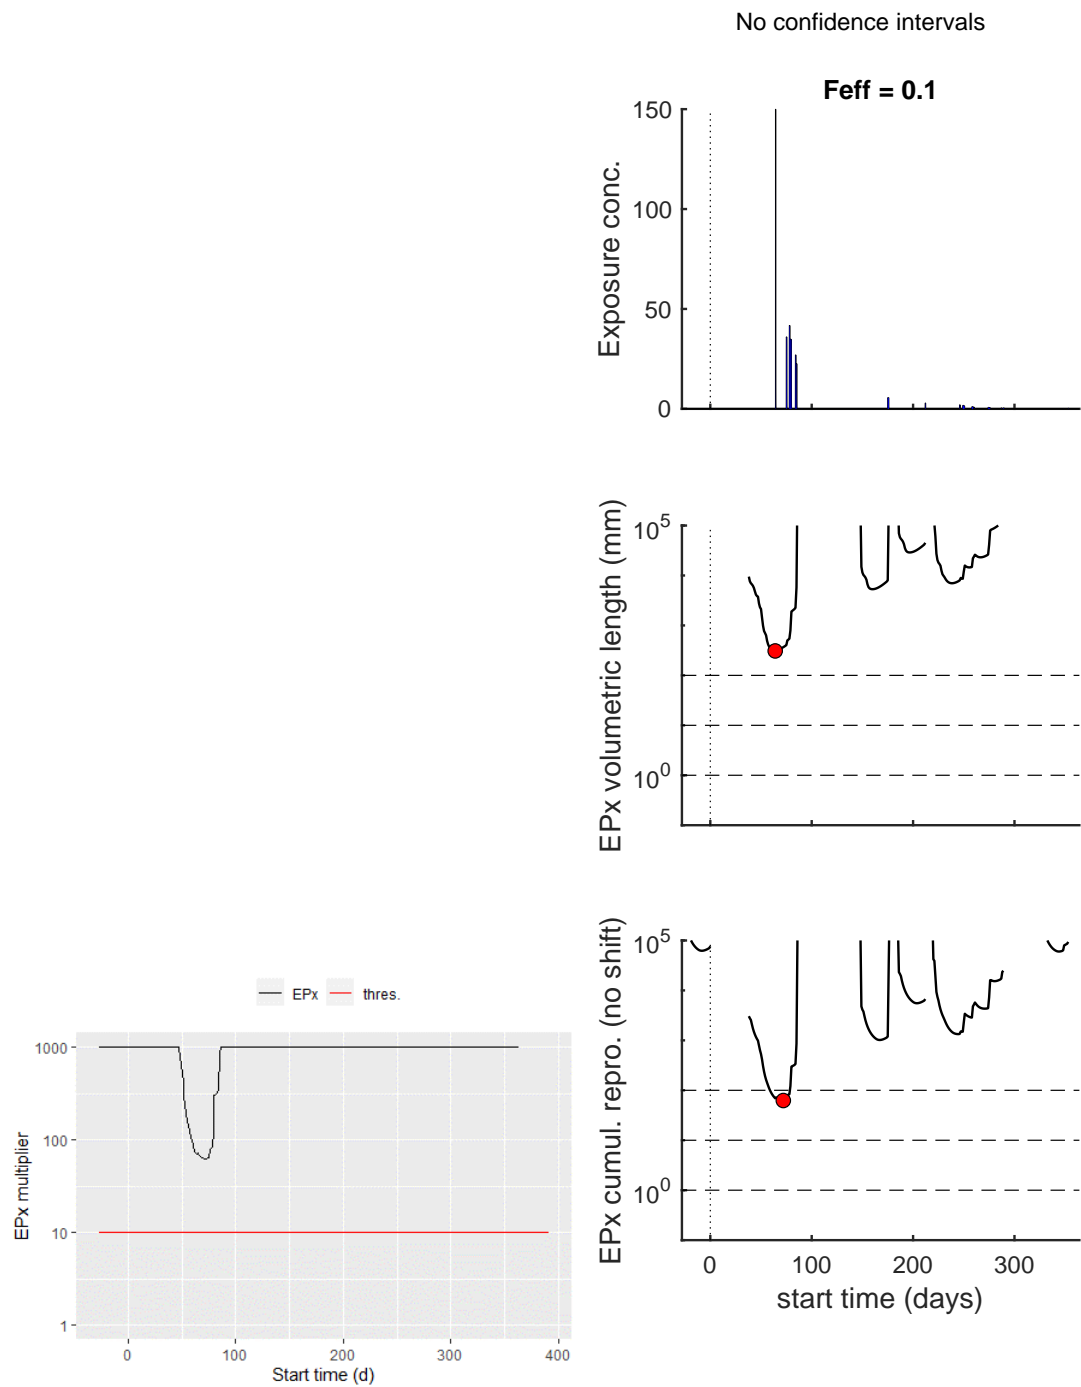 No confidence intervals
Feff = 0.1
150
100
50
0
Exposure conc.
10^5
10^0
EPx volumetric length (mm)
10^5
10^0
EPx cumul. repro. (no shift)
0 100 200 300
start time (days)
EPx thres.
1000
100
10
1
EPx multiplier
0 100 200 300 400
Start time (d)